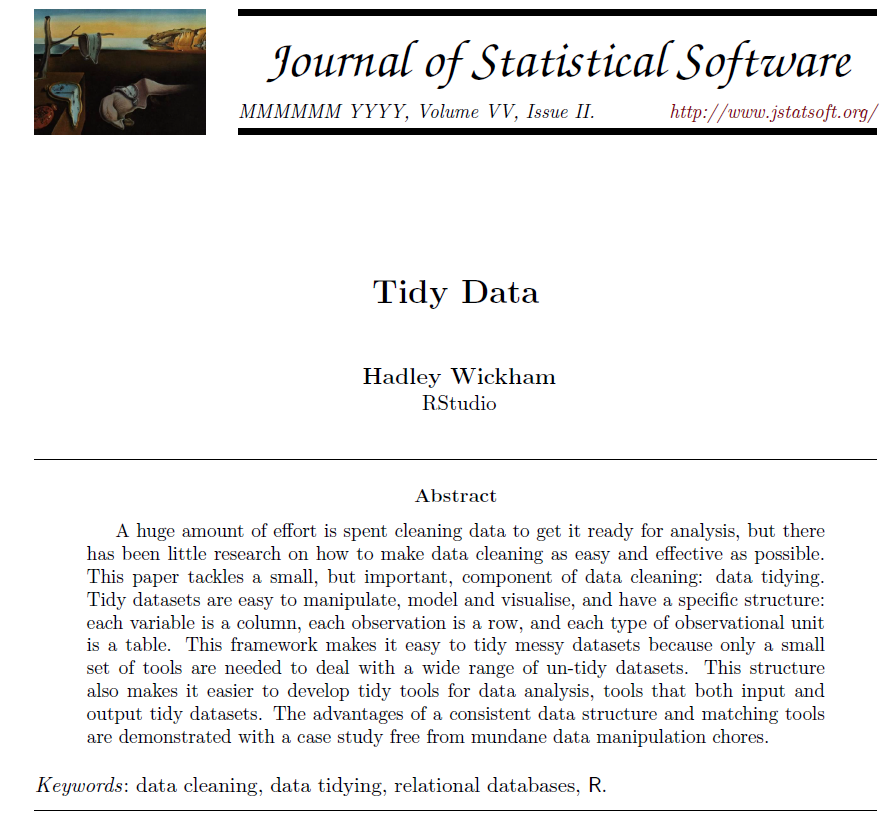 Journal of Statistical Software
MMMMMM YYYY, Volume VV, Issue II. http://www.jstatsoft.org/
Tidy Data
Hadley Wickham
RStudio
Abstract
A huge amount of effort is spent cleaning data to get it ready for analysis, but there
has been little research on how to make data cleaning as easy and effective as possible.
This paper tackles a small, but important, component of data cleaning: data tidying.
Tidy datasets are easy to manipulate, model and visualise, and have a specific structure:
each variable is a column, each observation is a row, and each type of observational unit
is a table. This framework makes it easy to tidy messy datasets because only a small
set of tools are needed to deal with a wide range of un-tidy datasets. This structure
also makes it easier to develop tidy tools for data analysis, tools that both input and
output tidy datasets. The advantages of a consistent data structure and matching tools
are demonstrated with a case study free from mundane data manipulation chores.
Keywords: data cleaning, data tidying, relational databases, R.